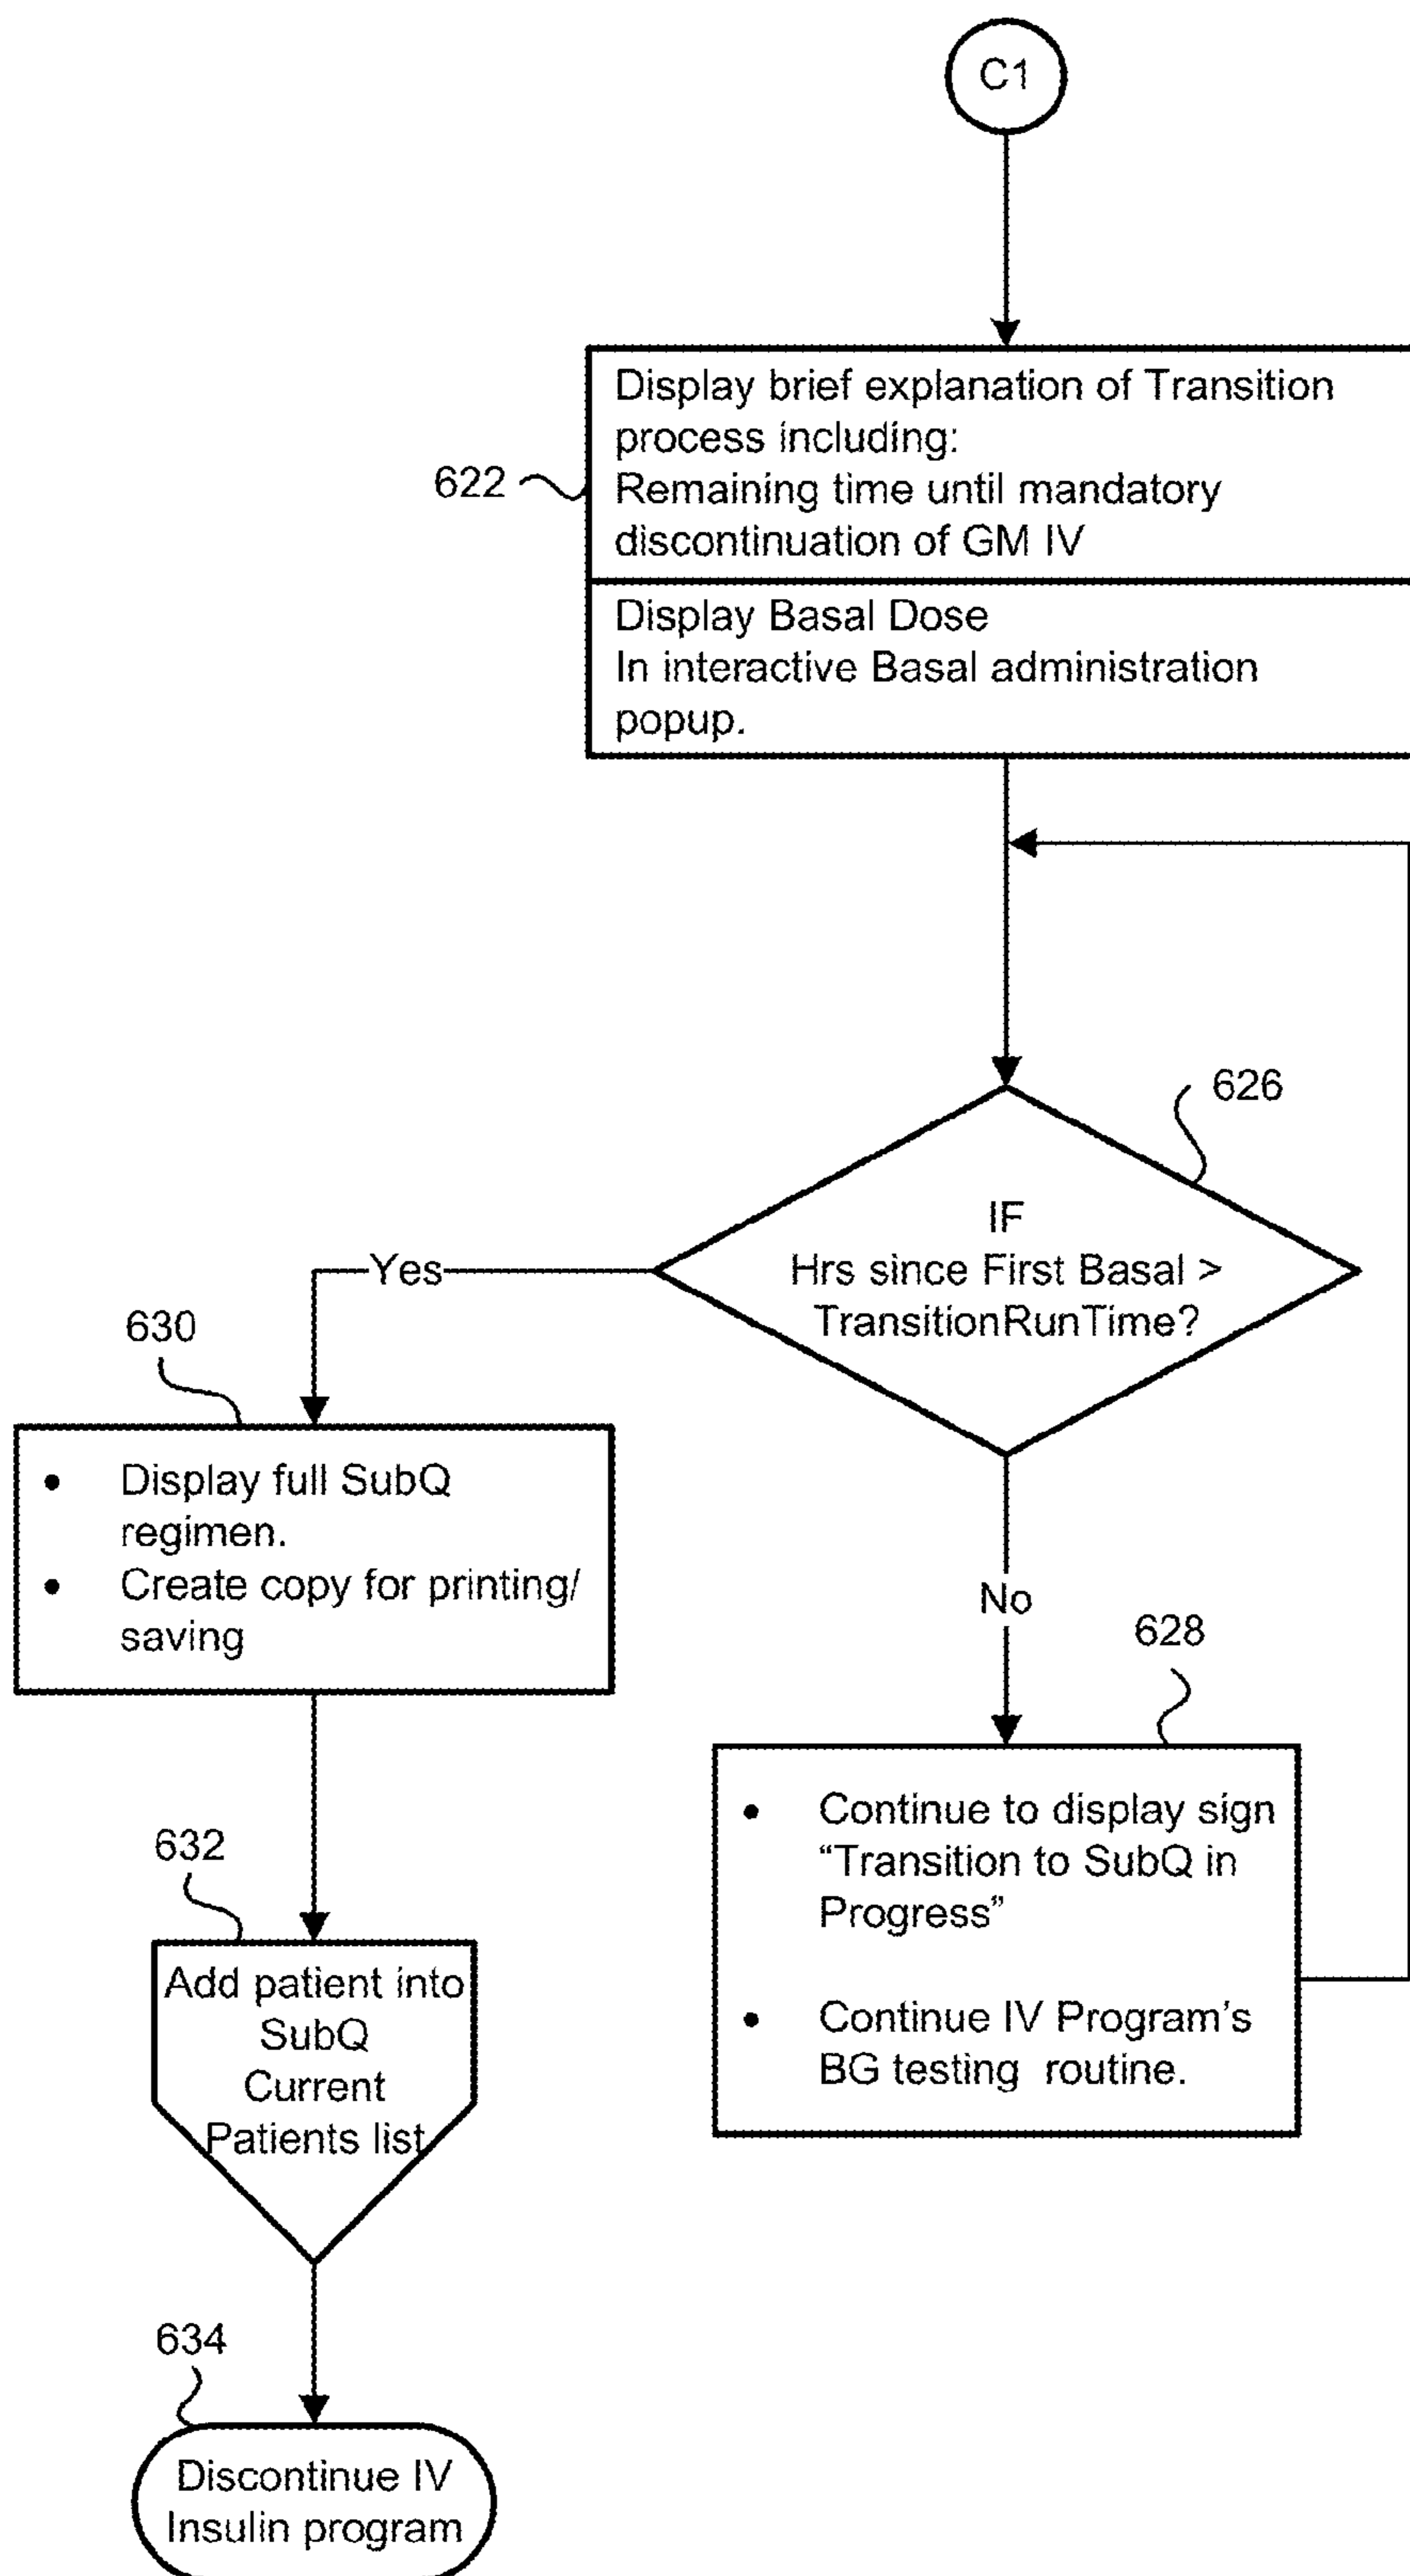 C1
622
Display brief explanation of Transition
process including:
Remaining time until mandatory
discontinuation of GM IV
Display Basal Dose
In interactive Basal administration
popup.
626
IF
Hrs since First Basal >
TransitionRunTime?
Yes
630
• Display full SubQ
regimen.
• Create copy for printing/
saving
No
628
• Continue to display sign
“Transition to SubQ in
Progress”
• Continue IV Program’s
BG testing routine.
632
Add patient into
SubQ
Current
Patients list
634
Discontinue IV
Insulin program